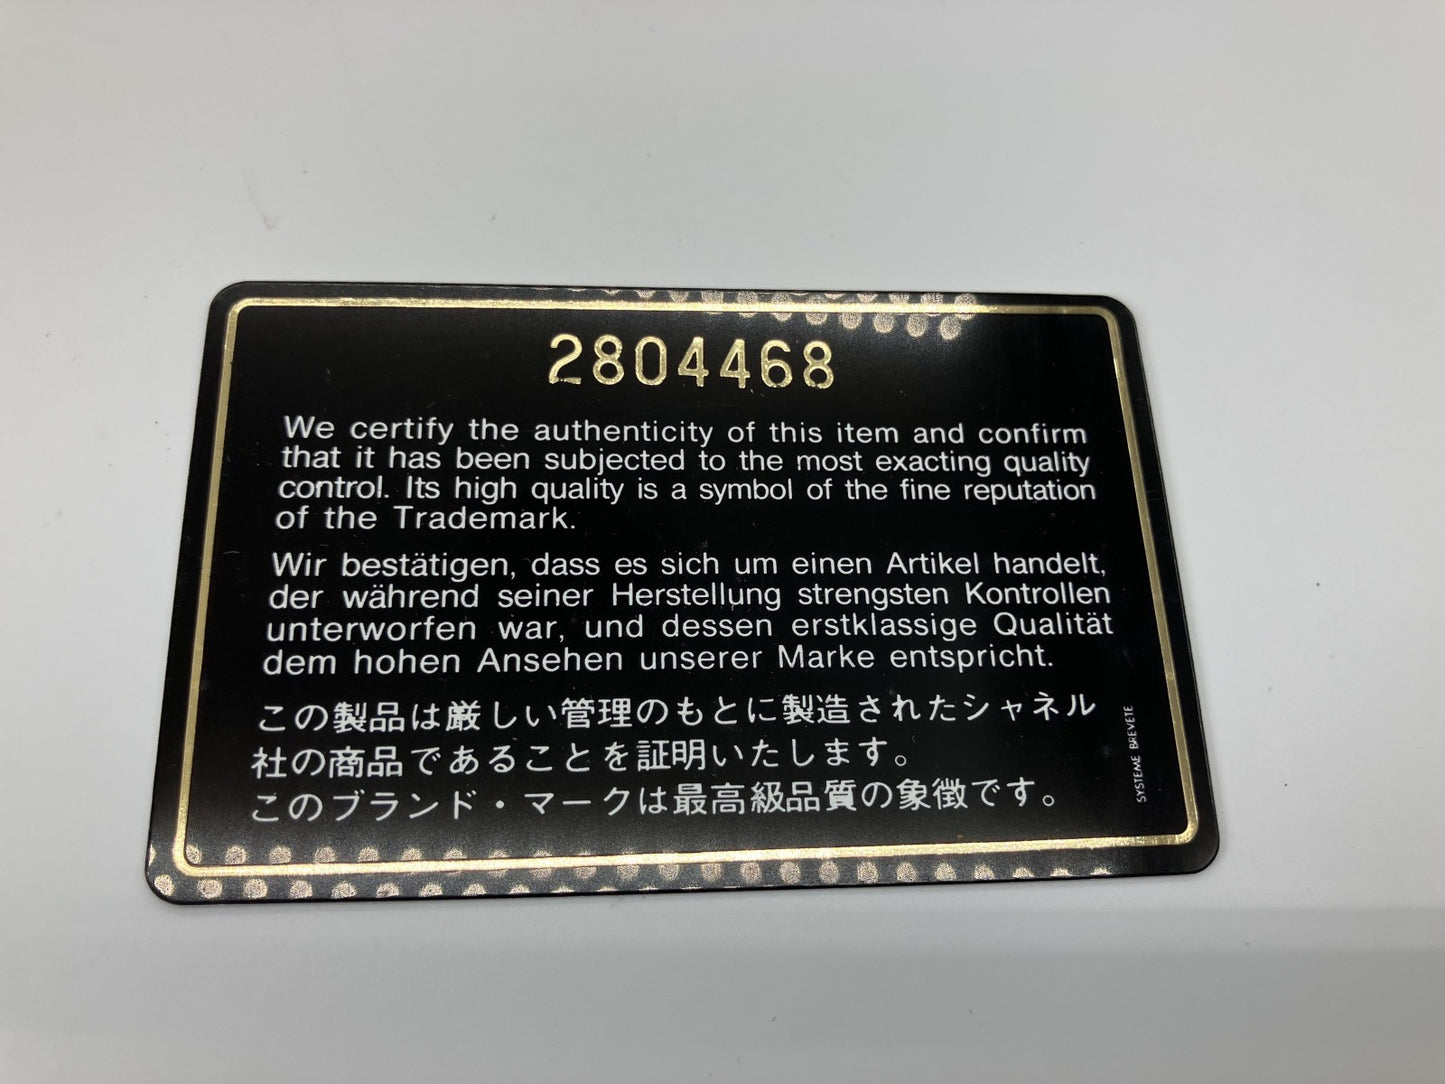 2804468
We certify the authenticity of this item and confirm
that it has been subjected to the most exacting quality
control. Its high quality is a symbol of the fine reputation
of the Trademark.
Wir bestätigen, dass es sich um einen Artikel handelt,
der während seiner Herstellung strengsten Kontrollen
unterworfen war, und dessen erstklassige Qualität
dem hohen Ansehen unserer Marke entspricht.
この製品は厳しい管理のもとに製造されたシャネル
社の商品であることを証明いたします。
このブランド・マークは最高級品質の象徴です。
SYSTEME BREVETE